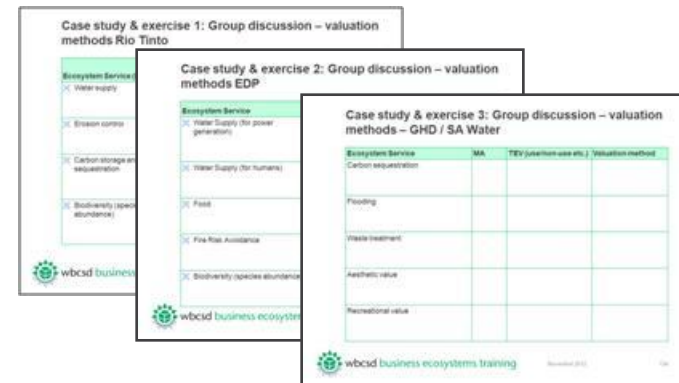 Case study & exercise 1: Group discussion – valuation
methods Rio Tinto
Ecosystem Service
Water supply
Erosion control
Carbon storage
sequestration
Biodiversity
abundance)
wbcsd business
Case study & exercise 2: Group discussion – valuation
methods EDP
Ecosystem Service
Water Supply (for power
generation)
Water Supply (for humans)
Food
Fire Risk Avoidance
Biodiversity (species abundance
wbcsd business
Case study & exercise 3: Group discussion – valuation
methods – GHD / SA Water
Ecosystem Service MA TEV (use/non-use etc.) Valuation method
Carbon sequestration
Flooding
Waste treatment
Aesthetic value
Recreational value
wbcsd business ecosystems training